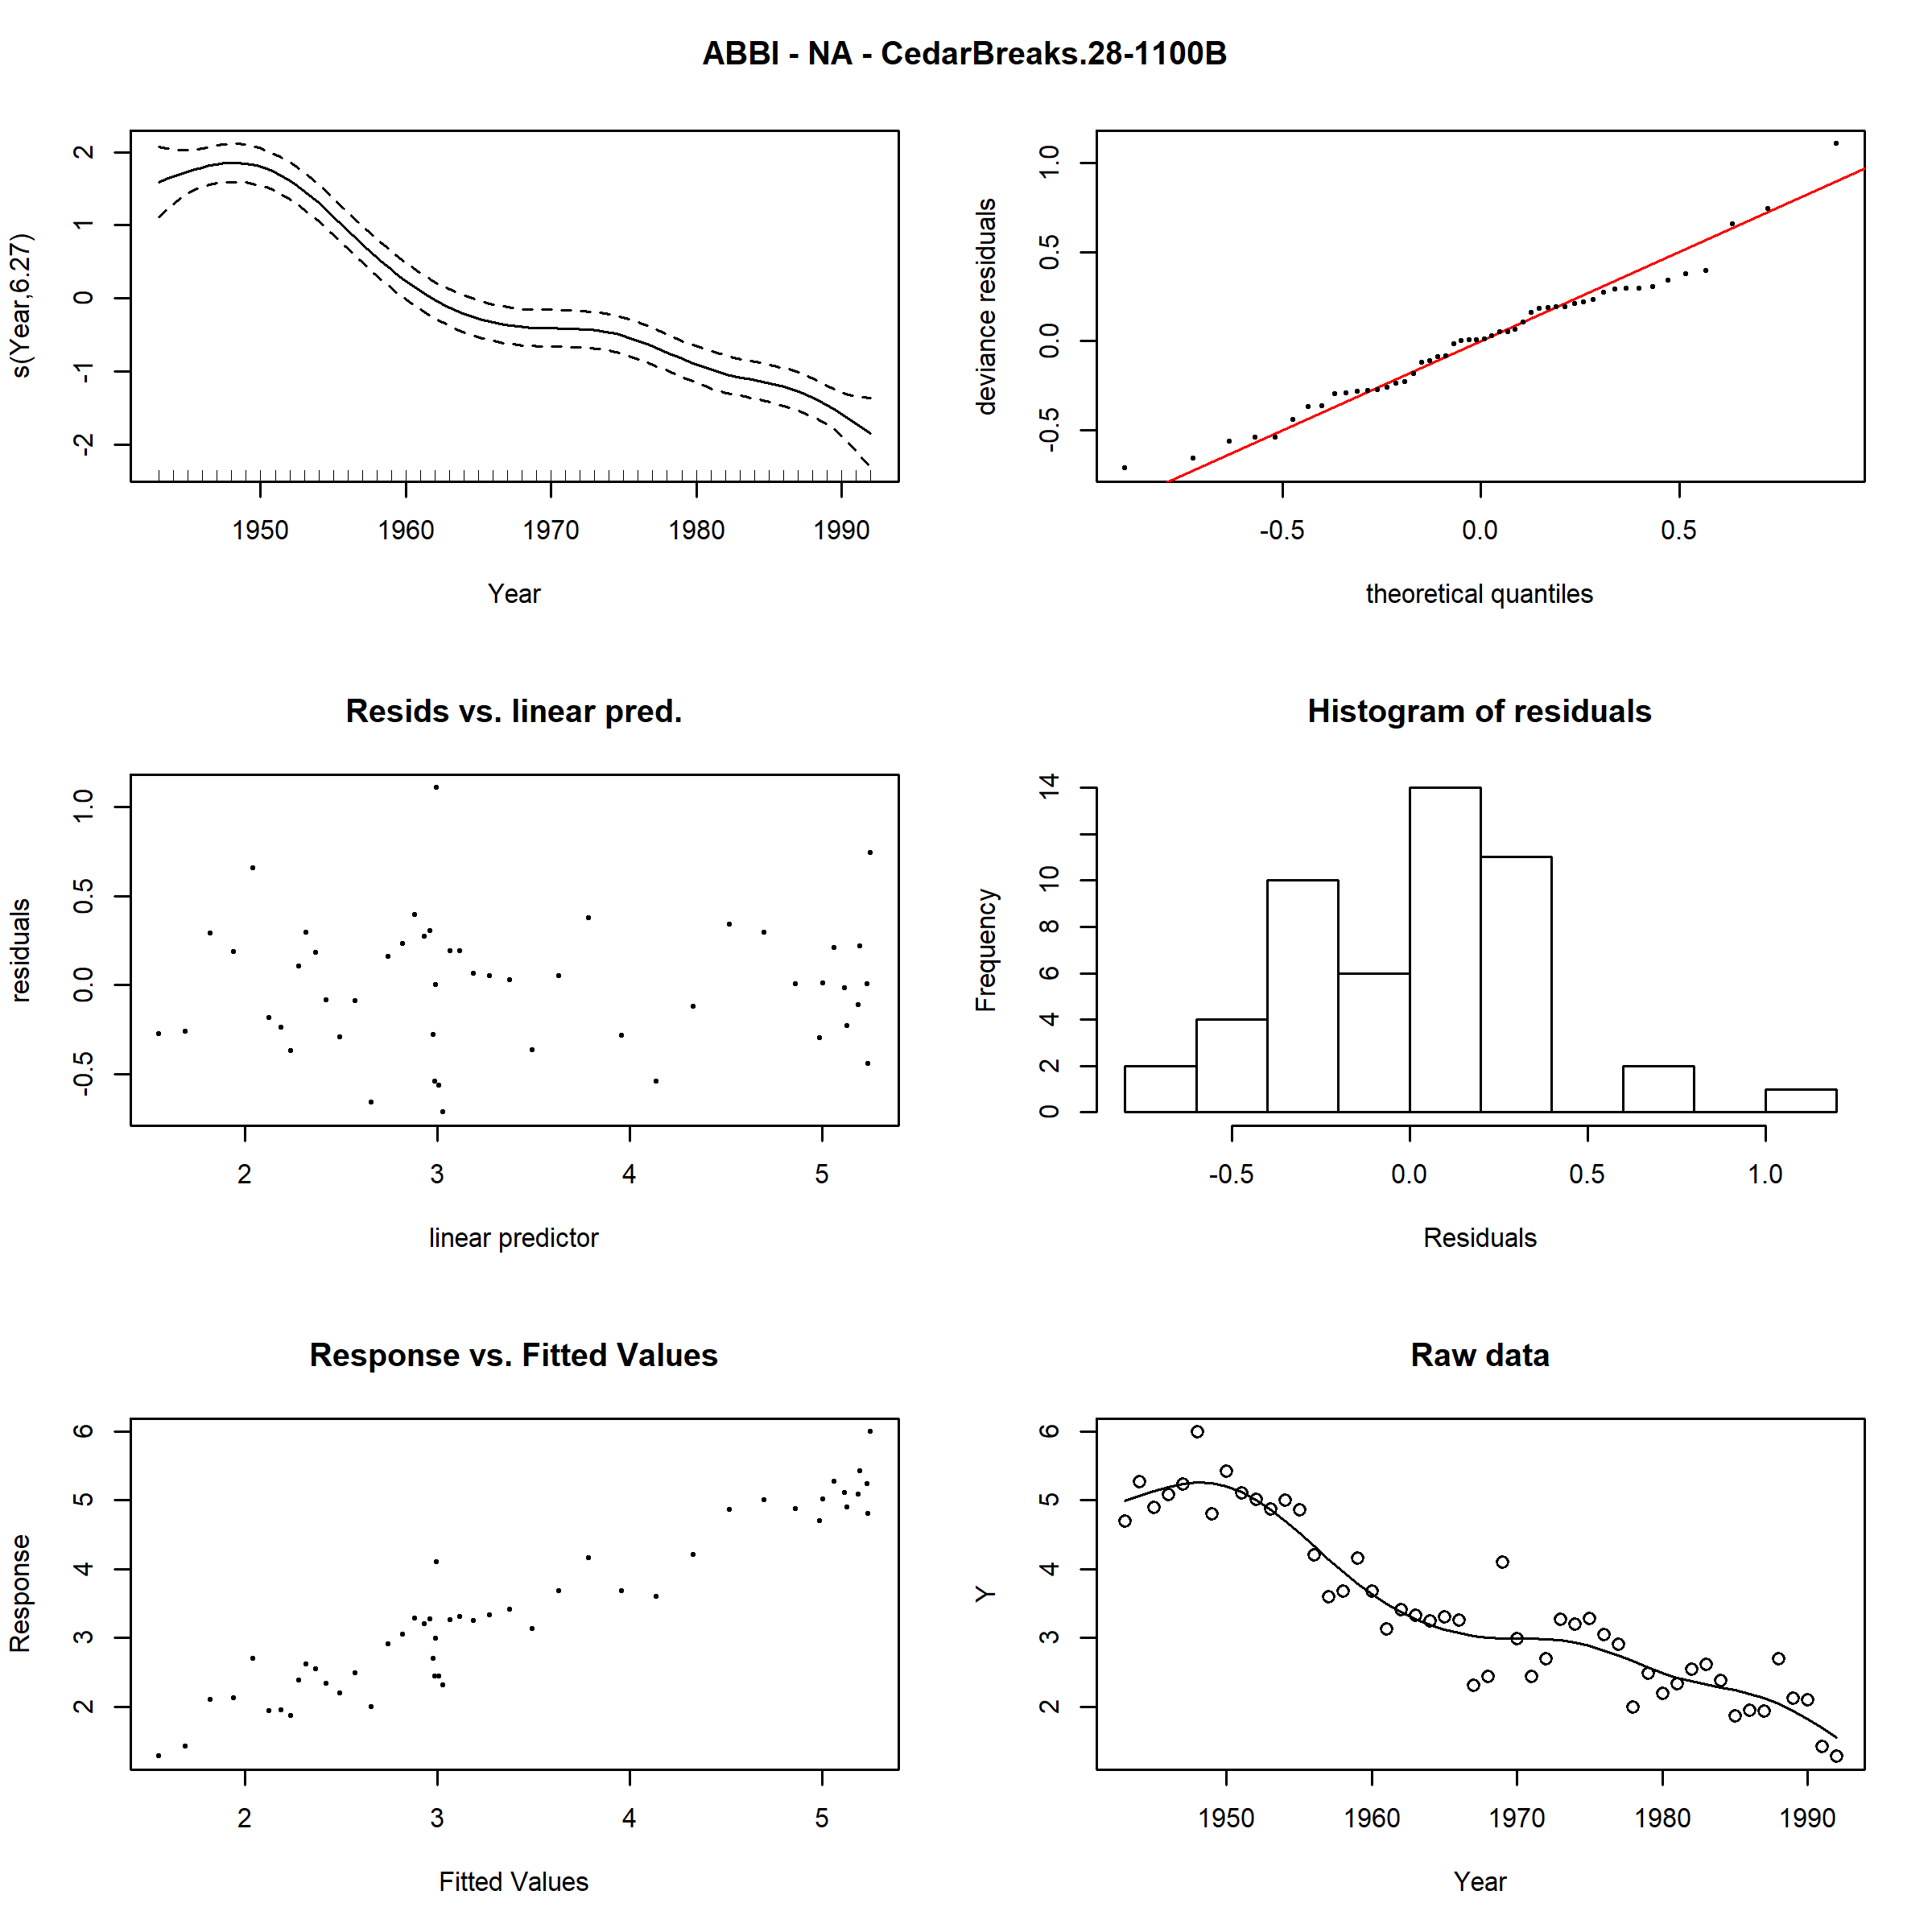 ABBI - NA - CedarBreaks.28-1100B
s(Year,6.27)
2
1
0
-1
-2
1950 1960 1970 1980 1990
Year
deviance residuals
1.0
0.5
0.0
-0.5
-0.5 0.0 0.5
theoretical quantiles
Resids vs. linear pred.
residuals
1.0
0.5
0.0
-0.5
2 3 4 5
linear predictor
Histogram of residuals
Frequency
14
10
8
6
4
2
0
-0.5 0.0 0.5 1.0
Residuals
Response vs. Fitted Values
Response
6
5
4
3
2
2 3 4 5
Fitted Values
Raw data
Y
6
5
4
3
2
1950 1960 1970 1980 1990
Year